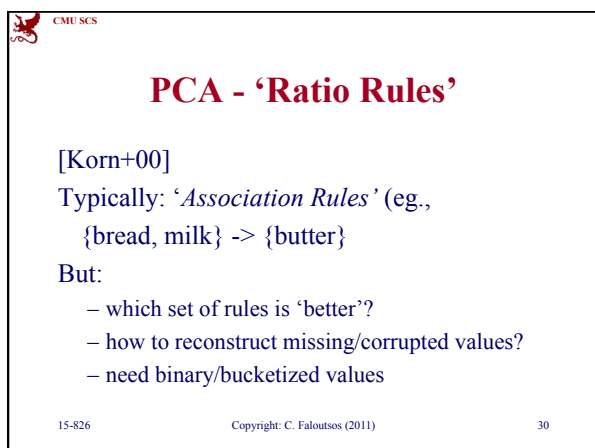 CMU SCS
PCA - ‘Ratio Rules’
[Korn+00]
Typically: ‘Association Rules’ (eg.,
{bread, milk} -> {butter}
But:
– which set of rules is ‘better’?
– how to reconstruct missing/corrupted values?
– need binary/bucketized values
15-826
Copyright: C. Faloutsos (2011)
30